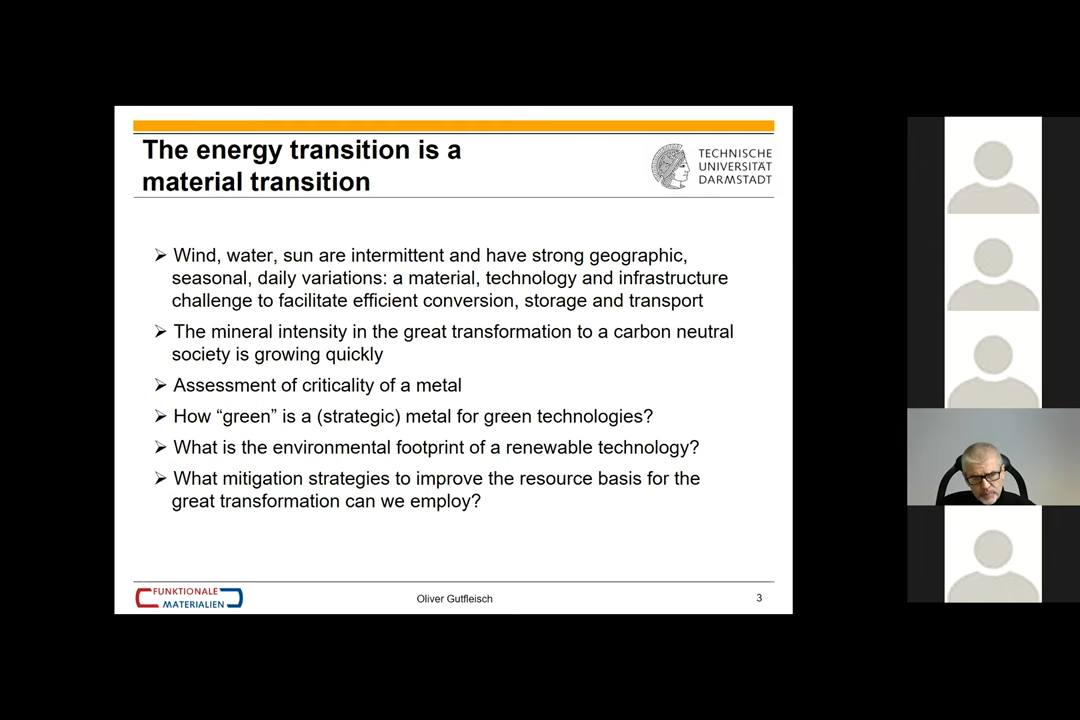 The energy transition is a
material transition
TECHNISCHE
UNIVERSITÄT
DARMSTADT
➢ Wind, water, sun are intermittent and have strong geographic,
seasonal, daily variations: a material, technology and infrastructure
challenge to facilitate efficient conversion, storage and transport
➢ The mineral intensity in the great transformation to a carbon neutral
society is growing quickly
➢ Assessment of criticality of a metal
➢ How “green” is a (strategic) metal for green technologies?
➢ What is the environmental footprint of a renewable technology?
➢ What mitigation strategies to improve the resource basis for the
great transformation can we employ?
FUNKTIONALE
MATERIALIEN
Oliver Gutfleisch
3